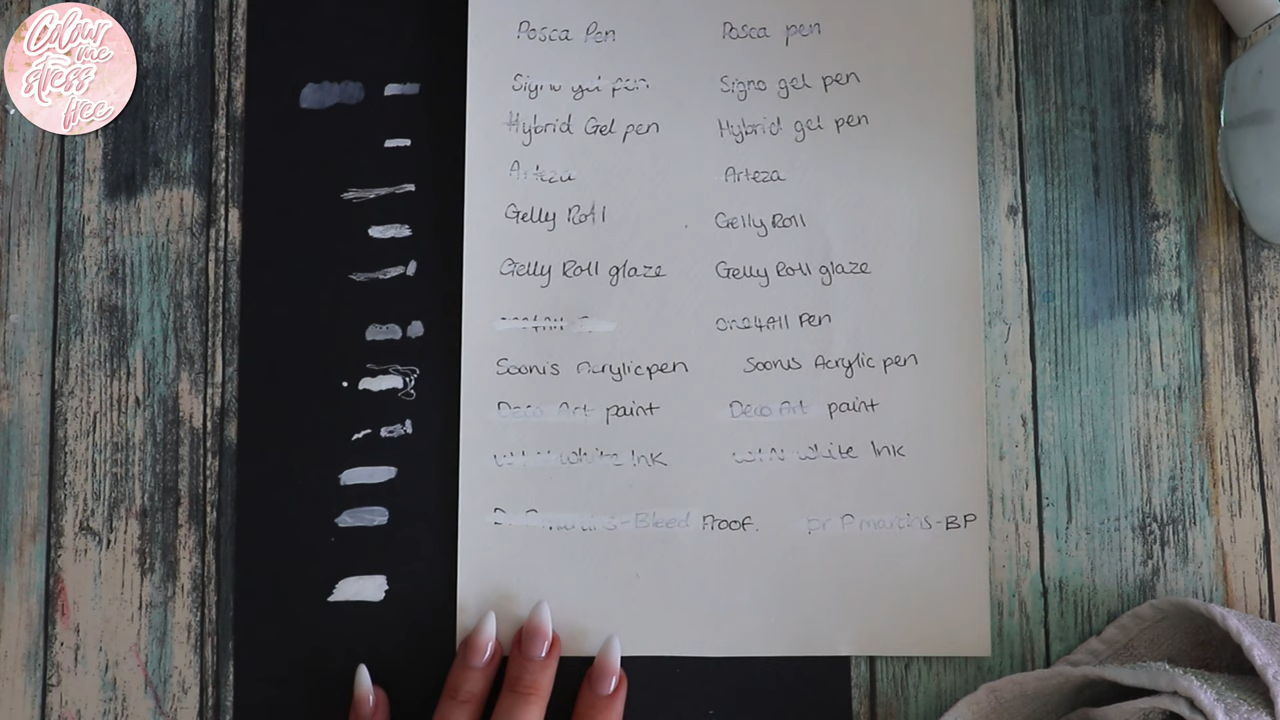 Colour
me
stress
free
Posca Pen Posca pen
Signo gel pen Signo gel pen
Hybrid Gel pen Hybrid gel pen
Arteza Arteza
Gelly Roll Gelly Roll
Gelly Roll glaze Gelly Roll glaze
One4All Pen
Soonis Acrylic pen Soonis Acrylic pen
Deco Art paint Deco Art paint
W&N white Ink W&N white Ink
-Bleed Proof. Dr P martins-BP